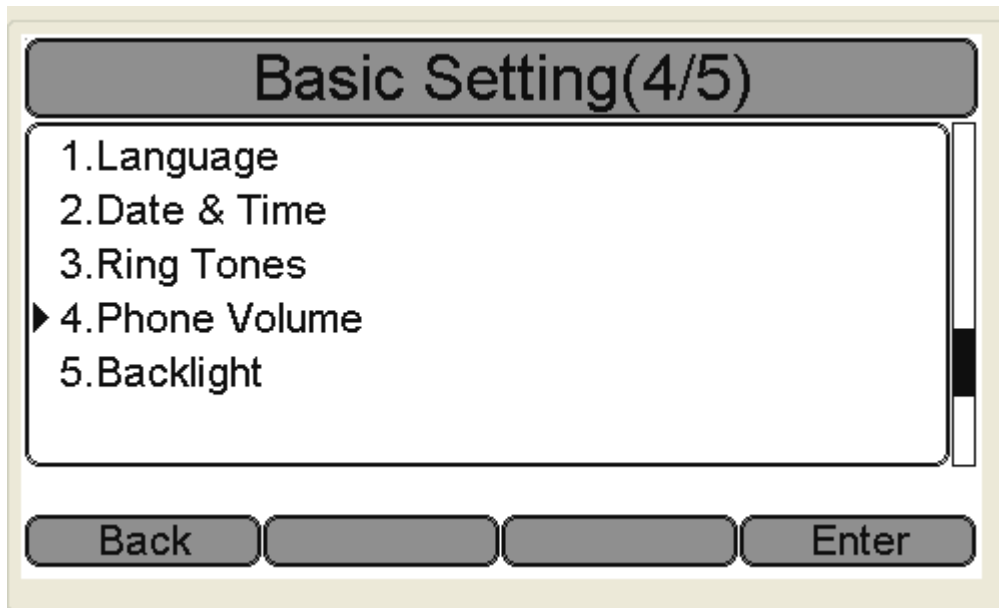 Basic Setting(4/5)
1.Language
2.Date & Time
3.Ring Tones
4.Phone Volume
5.Backlight
Back Enter